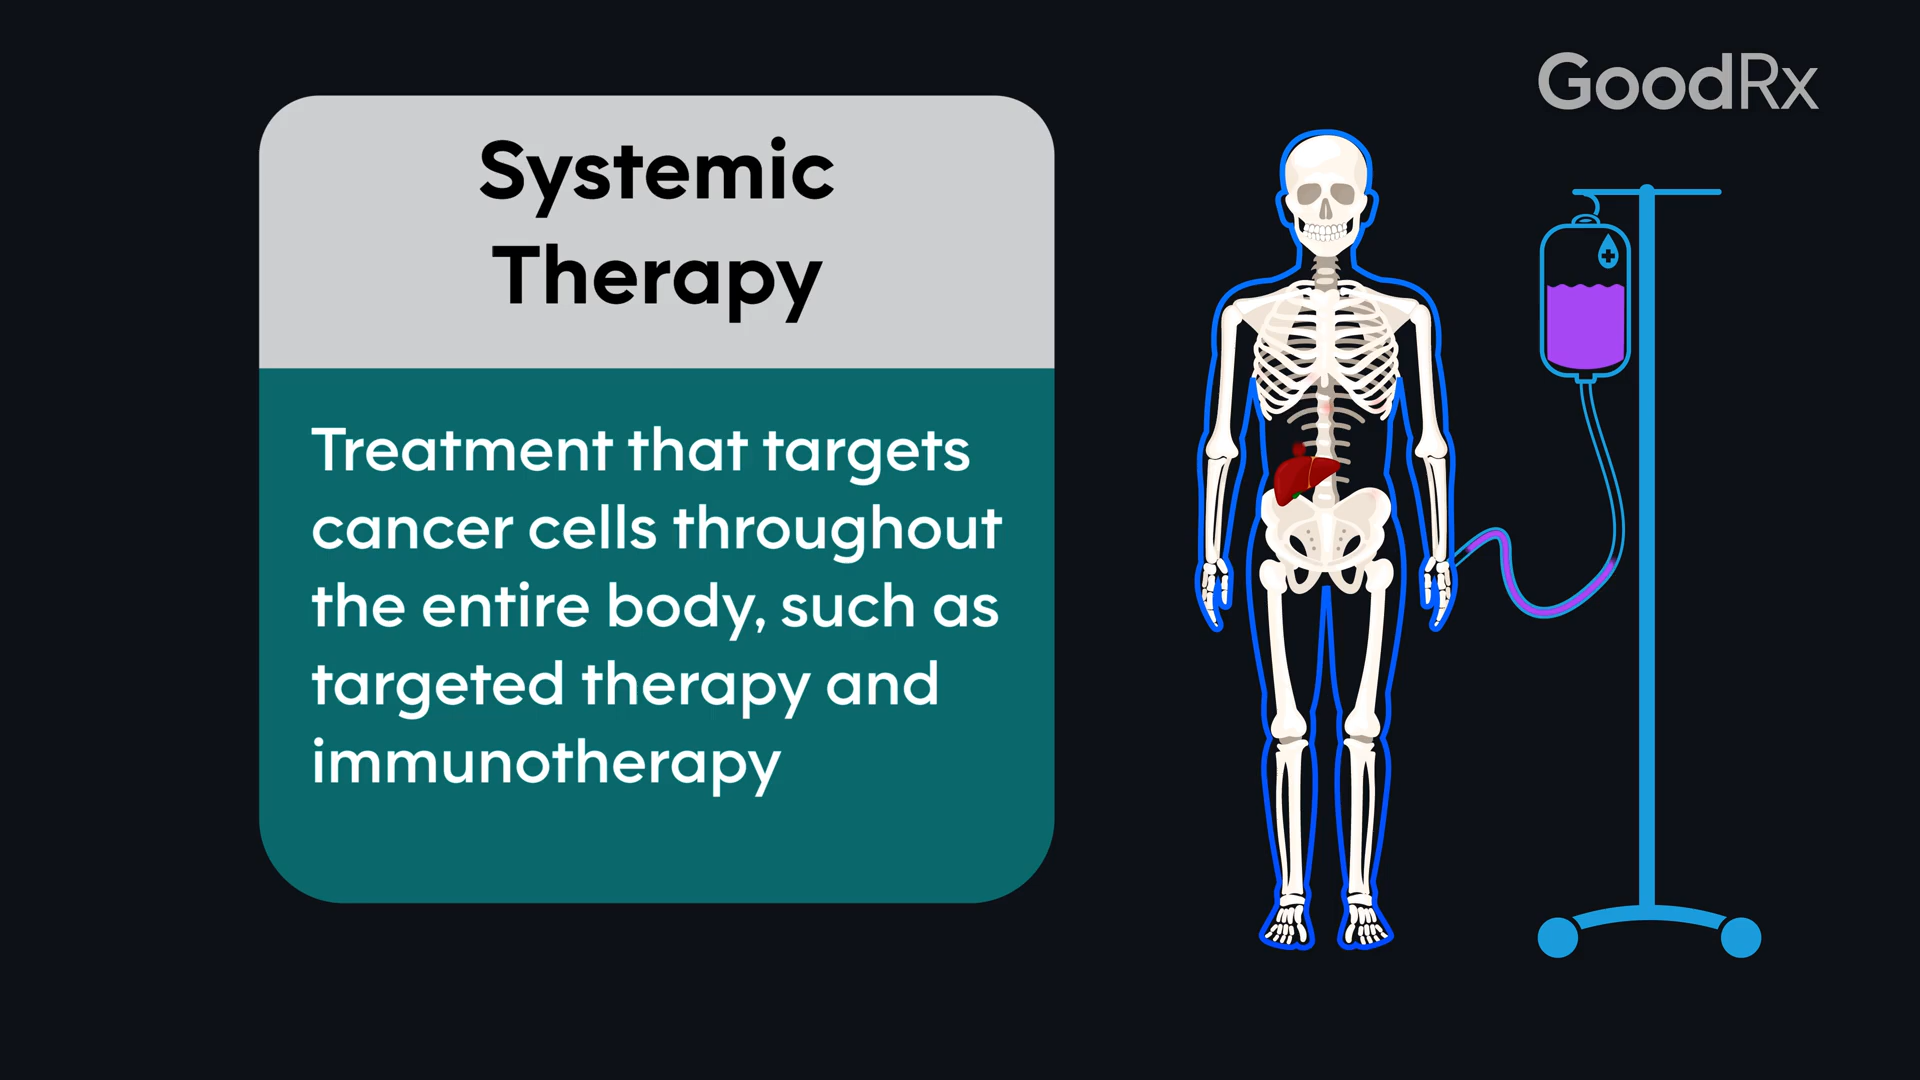 GoodRx
Systemic
Therapy
Treatment that targets
cancer cells throughout
the entire body, such as
targeted therapy and
immunotherapy